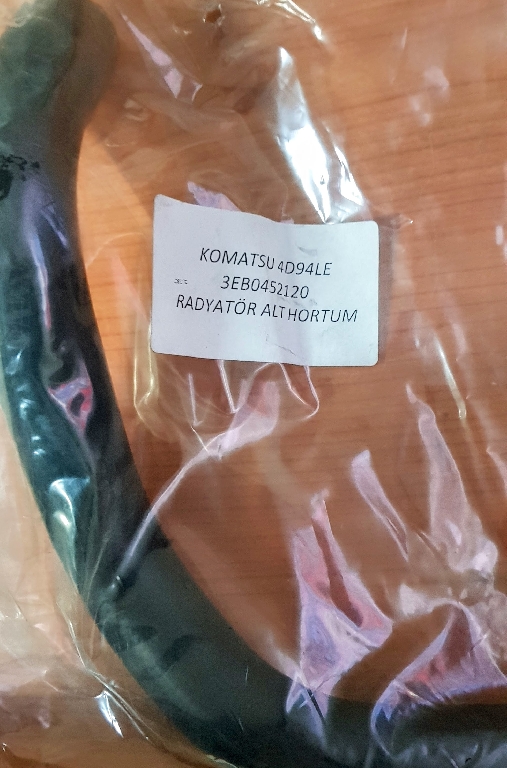 KOMATSU 4D94LE
3EB0452120
RADYATÖR ALT HORTUM